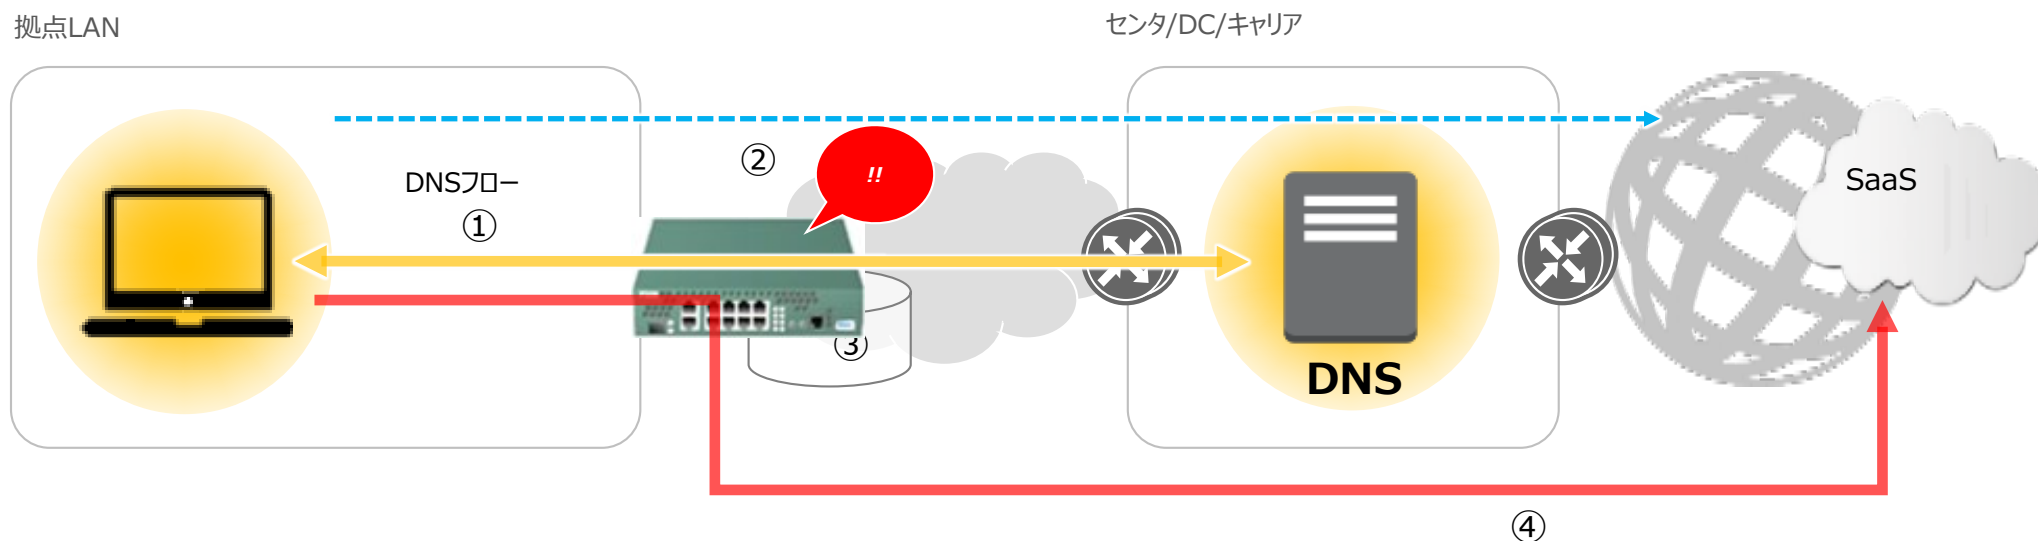 拠点LAN
センタ/DC/キャリア
DNSフロー
①
②
!!
③
DNS
SaaS
④